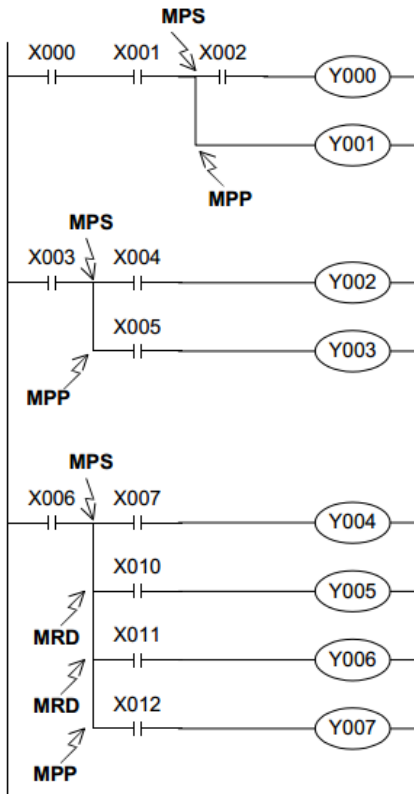 MPS
X000 X001 X002 Y000
Y001
MPP
MPS
X003 X004 Y002
X005 Y003
MPP
MPS
X006 X007 Y004
X010 Y005
MRD
X011 Y006
MRD
X012 Y007
MPP